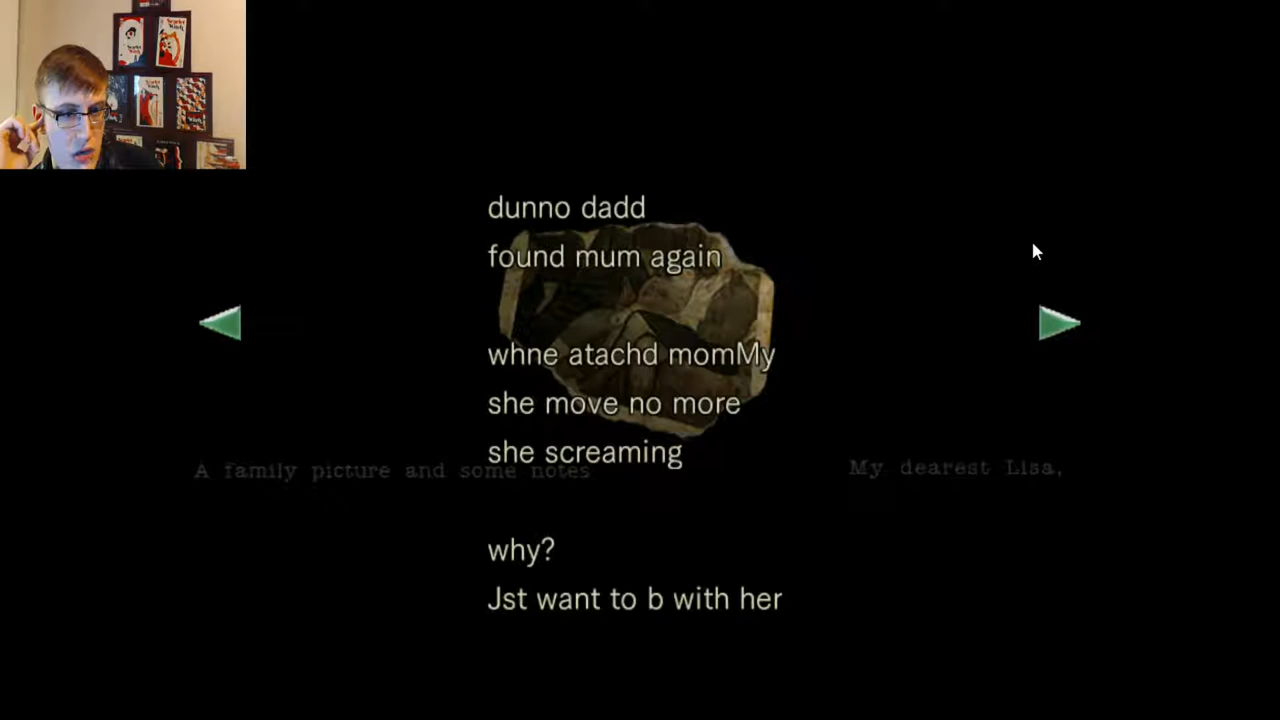 dunno dadd
found mum again
whne atachd momMy
she move no more
she screaming
A family picture and some notes
My dearest Lisa,
why?
Jst want to b with her